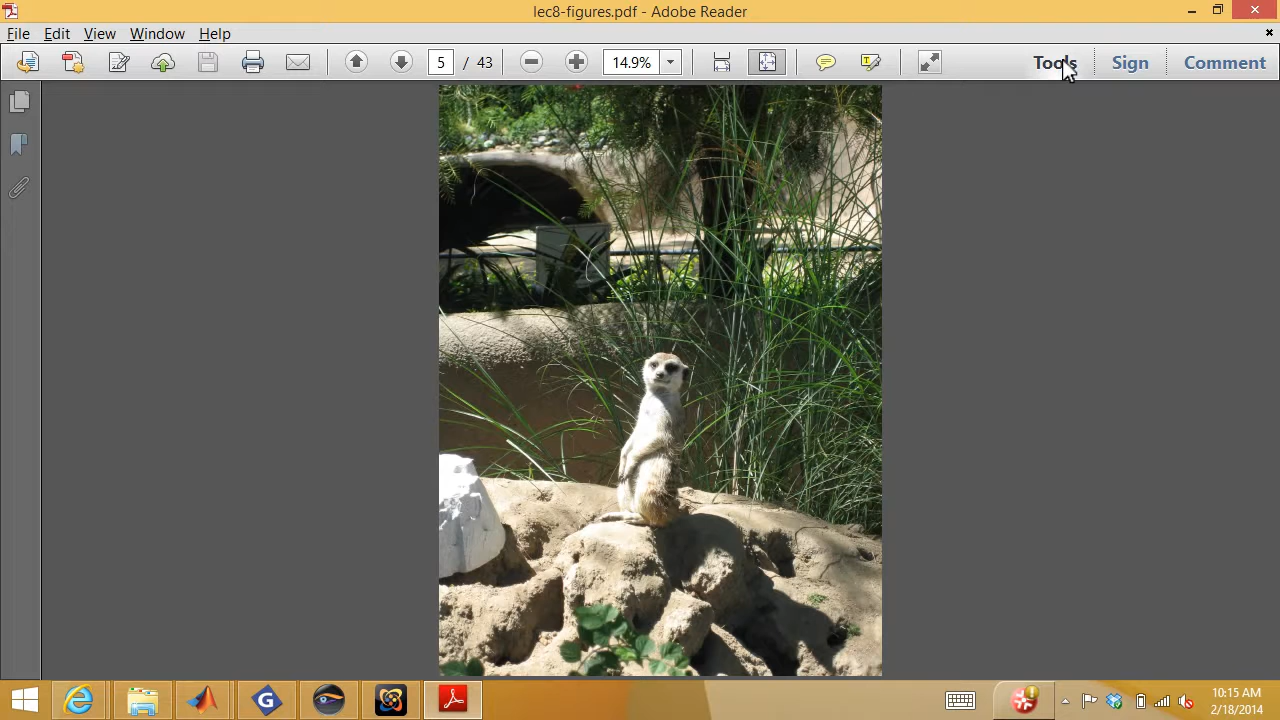 lec8-figures.pdf - Adobe Reader
File Edit View Window Help
5 / 43 14.9% Tools Sign Comment
10:15 AM
2/18/2014